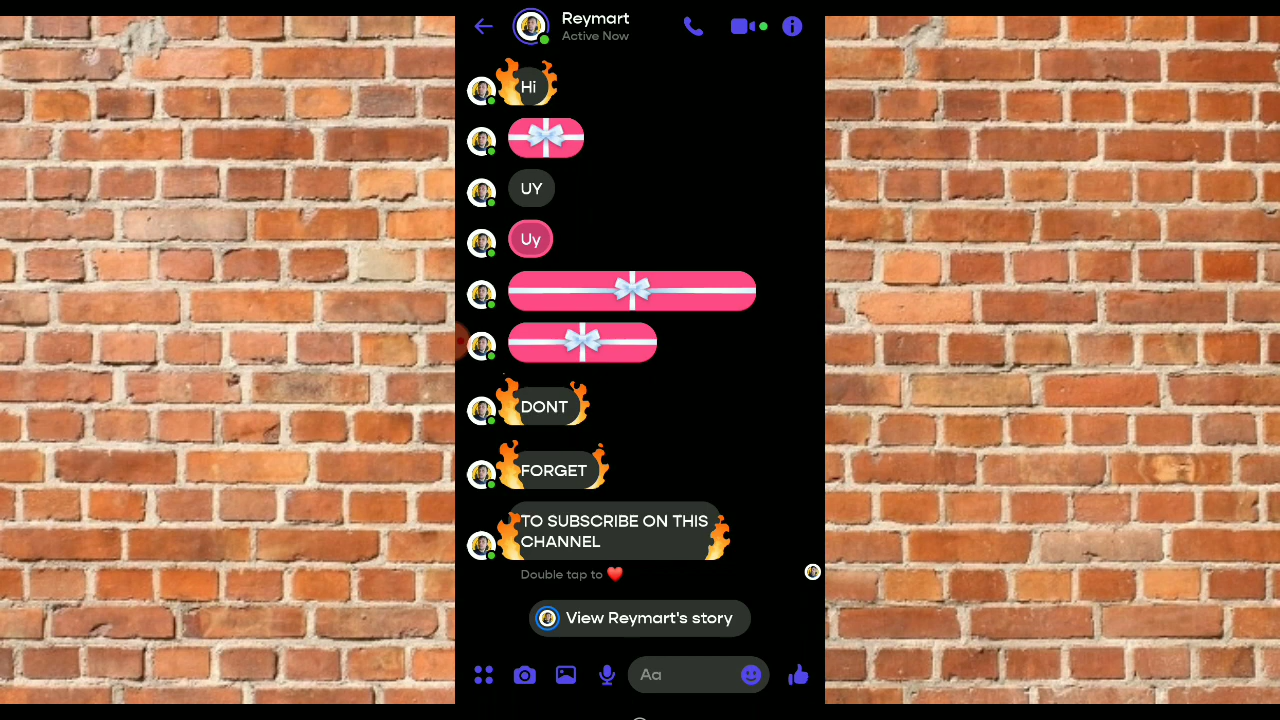 Reymart
Active Now
Hi
UY
Uy
DONT
FORGET
TO SUBSCRIBE ON THIS
CHANNEL
Double tap to ❤️
View Reymart's story
Aa